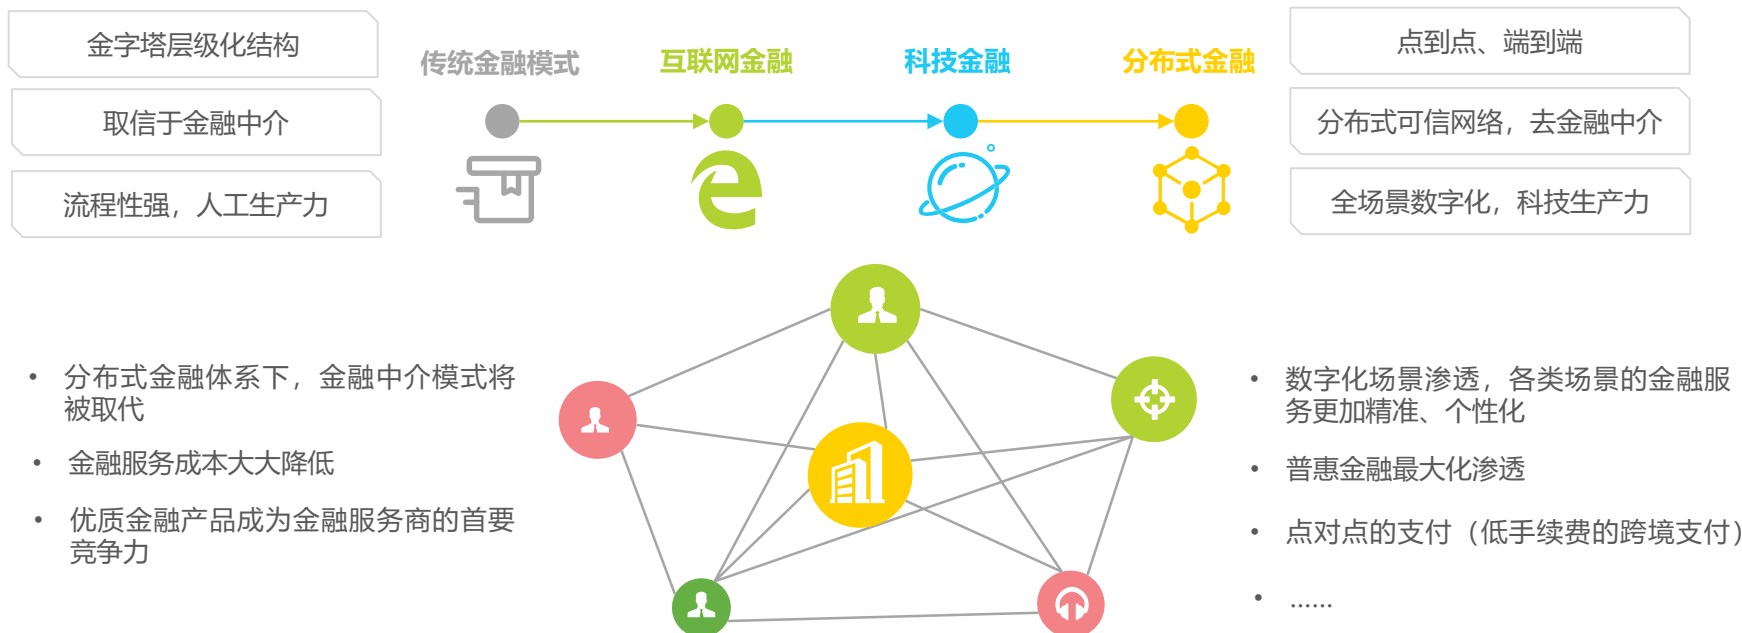 金字塔层级化结构
取信于金融中介
流程性强，人工生产力
传统金融模式
互联网金融
科技金融
分布式金融
点到点、端到端
分布式可信网络，去金融中介
全场景数字化，科技生产力
• 分布式金融体系下，金融中介模式将
被取代
• 金融服务成本大大降低
• 优质金融产品成为金融服务商的首要
竞争力
• 数字化场景渗透，各类场景的金融服
务更加精准、个性化
• 普惠金融最大化渗透
• 点对点的支付（低手续费的跨境支付）
• ……